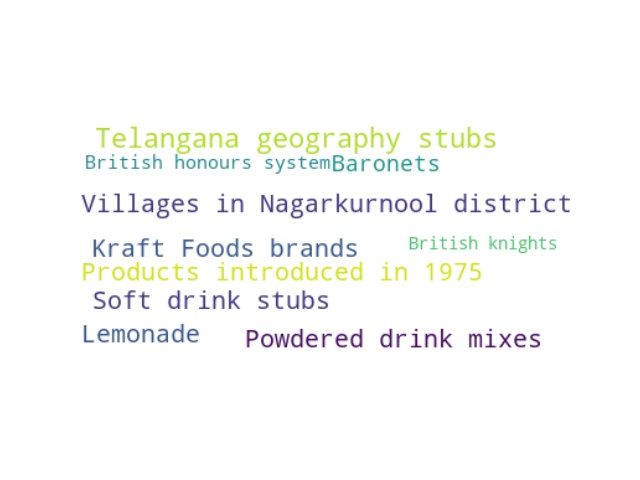 Telangana geography stubs
British honours system Baronets
Villages in Nagarkurnool district
British knights
Kraft Foods brands
Products introduced in 1975
Soft drink stubs
Lemonade
Powdered drink mixes